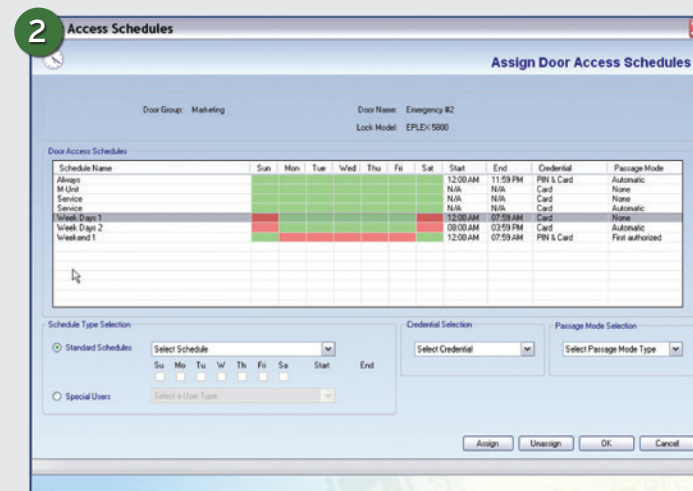 2
Access Schedules
Assign Door Access Schedules
Door Group: Marketing Door Name: Emergency #2
Lock Model: EPLEX 5800
Door Access Schedules
Schedule Name Sun Mon Tue Wed Thu Fri Sat Start End Credential Passage Mode
Always 12:00 AM 11:59 PM PIN & Card Automatic
M-Unit N/A N/A Card None
Service N/A N/A Card None
Service N/A N/A Card Automatic
Week Days 1 12:00 AM 07:59 AM Card None
Week Days 2 08:00 AM 03:59 PM Card Automatic
Weekend 1 12:00 AM 07:59 AM PIN & Card First authorized
Schedule Type Selection Credential Selection Passage Mode Selection
Standard Schedules Select Schedule Select Credential Select Passage Mode Type
Su Mo Tu W Th Fri Sa Start End
Special Users Select a User Type
Assign Unassign OK Cancel